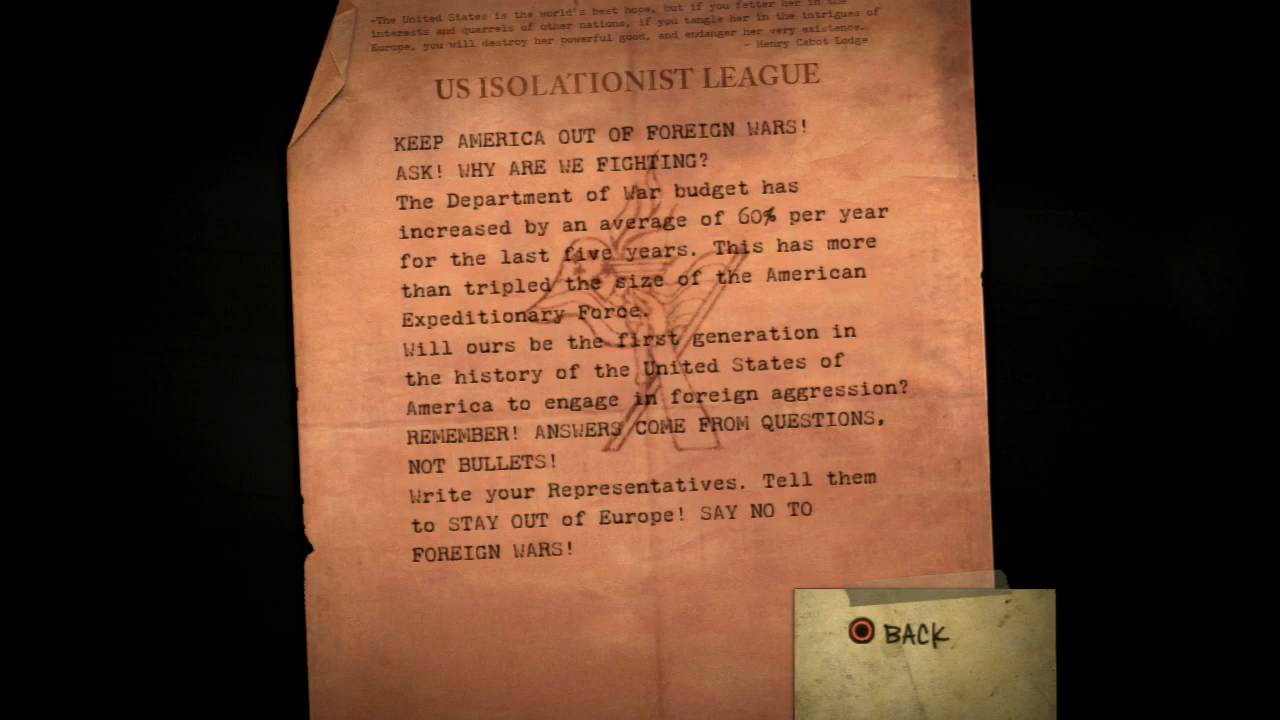 "The United States is the world's best hope, but if you fetter her in the
interests and quarrels of other nations, if you tangle her in the intrigues of
Europe, you will destroy her powerful good, and endanger her very existence.
- Henry Cabot Lodge
US ISOLATIONIST LEAGUE
KEEP AMERICA OUT OF FOREIGN WARS!
ASK! WHY ARE WE FIGHTING?
The Department of War budget has
increased by an average of 60% per year
for the last five years. This has more
than tripled the size of the American
Expeditionary Force.
Will ours be the first generation in
the history of the United States of
America to engage in foreign aggression?
REMEMBER! ANSWERS COME FROM QUESTIONS,
NOT BULLETS!
Write your Representatives. Tell them
to STAY OUT of Europe! SAY NO TO
FOREIGN WARS!
BACK